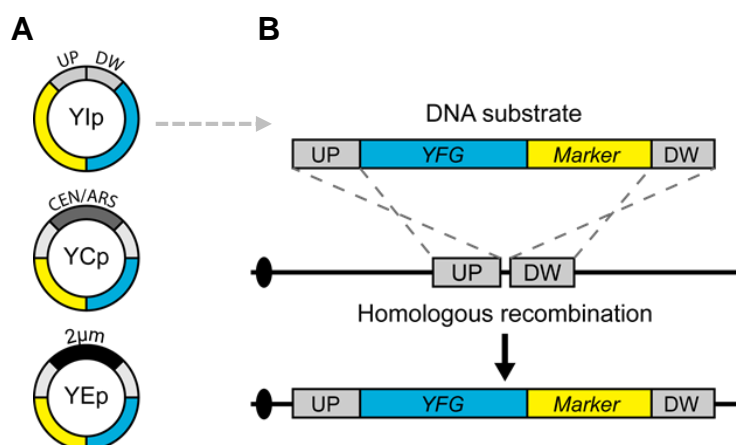 A
UP DW
YIp
CEN/ARS
YCp
2µm
YEp
B
DNA substrate
UP YFG Marker DW
UP DW
Homologous recombination
UP YFG Marker DW